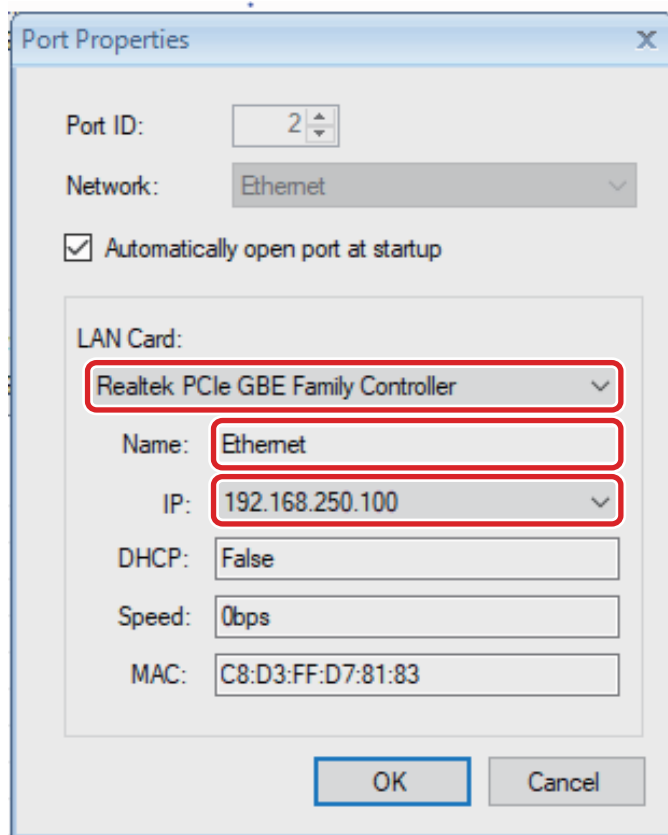 Port Properties
Port ID: 2
Network: Ethernet
Automatically open port at startup
LAN Card:
Realtek PCIe GBE Family Controller
Name: Ethernet
IP: 192.168.250.100
DHCP: False
Speed: 0bps
MAC: C8:D3:FF:D7:81:83
OK Cancel